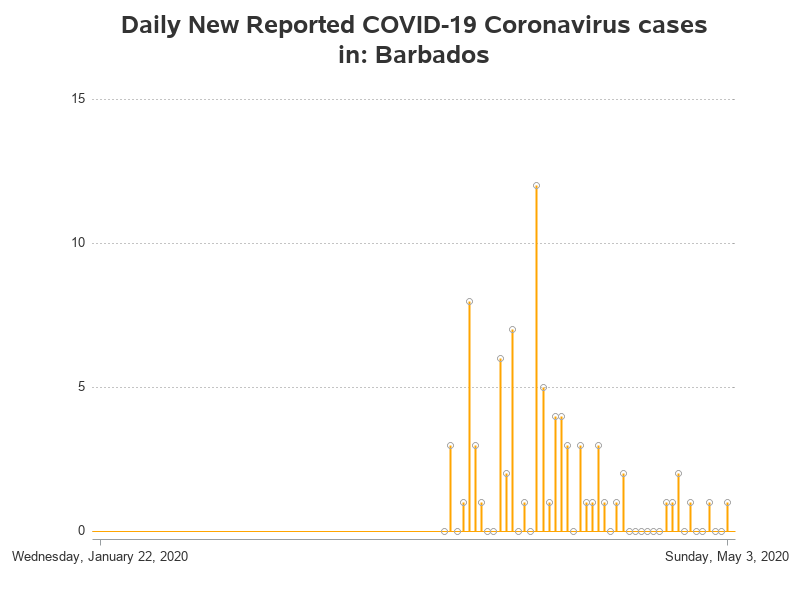 Daily New Reported COVID-19 Coronavirus cases
in: Barbados
15
10
5
0
Wednesday, January 22, 2020
Sunday, May 3, 2020